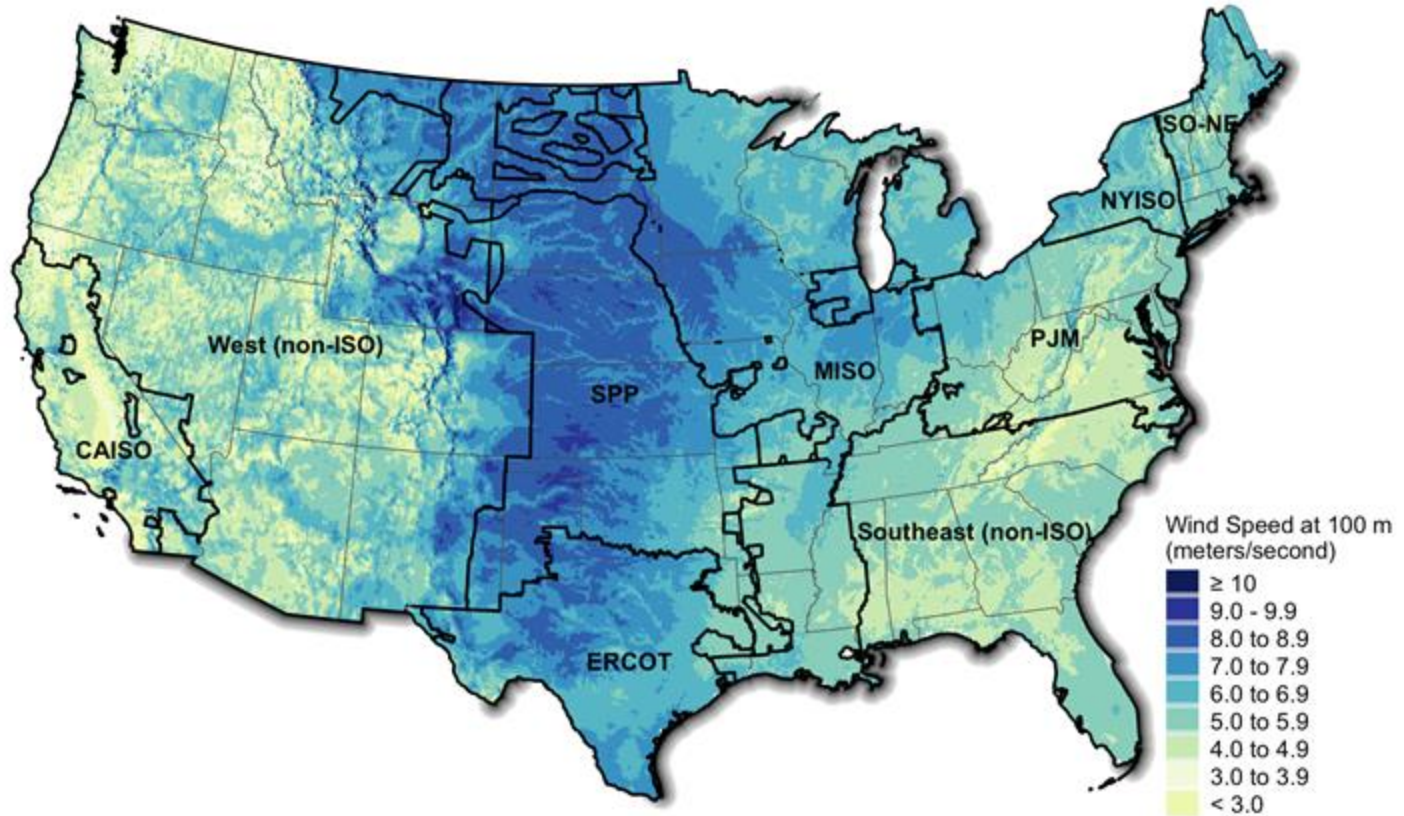 ISO-NE
NYISO
West (non-ISO)
PJM
MISO
SPP
CAISO
Southeast (non-ISO)
ERCOT
Wind Speed at 100 m
(meters/second)
≥ 10
9.0 - 9.9
8.0 to 8.9
7.0 to 7.9
6.0 to 6.9
5.0 to 5.9
4.0 to 4.9
3.0 to 3.9
< 3.0